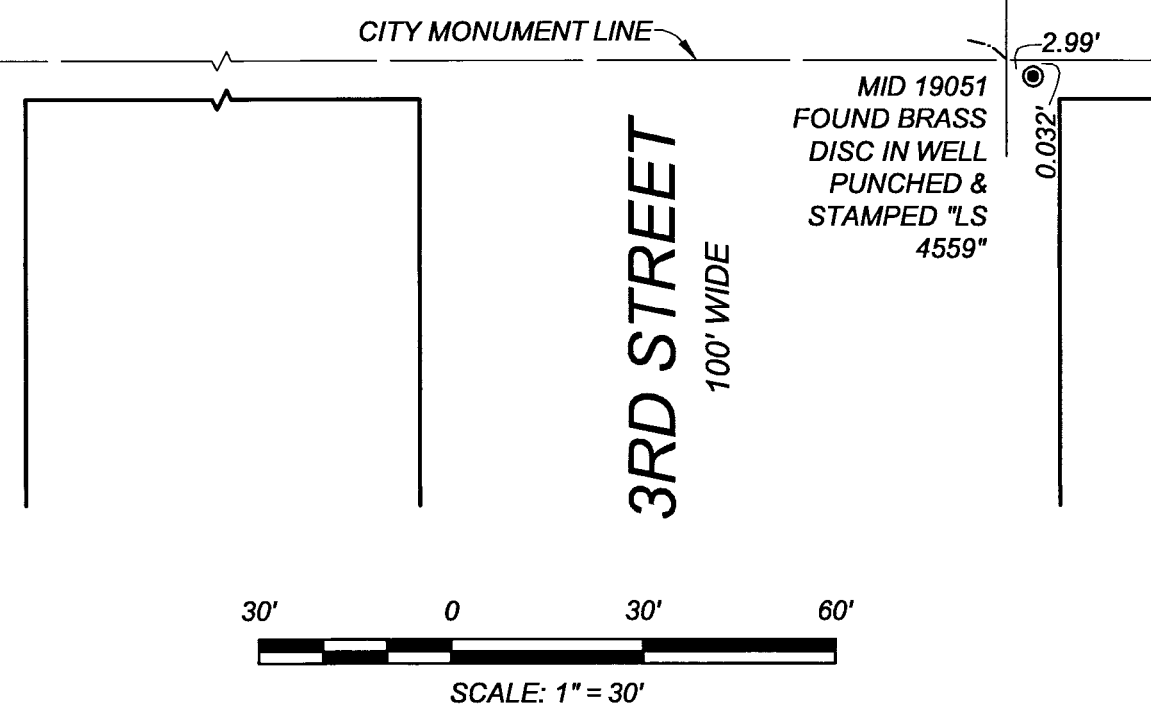 CITY MONUMENT LINE
2.99'
MID 19051
FOUND BRASS
DISC IN WELL
PUNCHED &
STAMPED "LS
4559"
0.032'
3RD STREET
100' WIDE
30' 0 30' 60'
SCALE: 1" = 30'